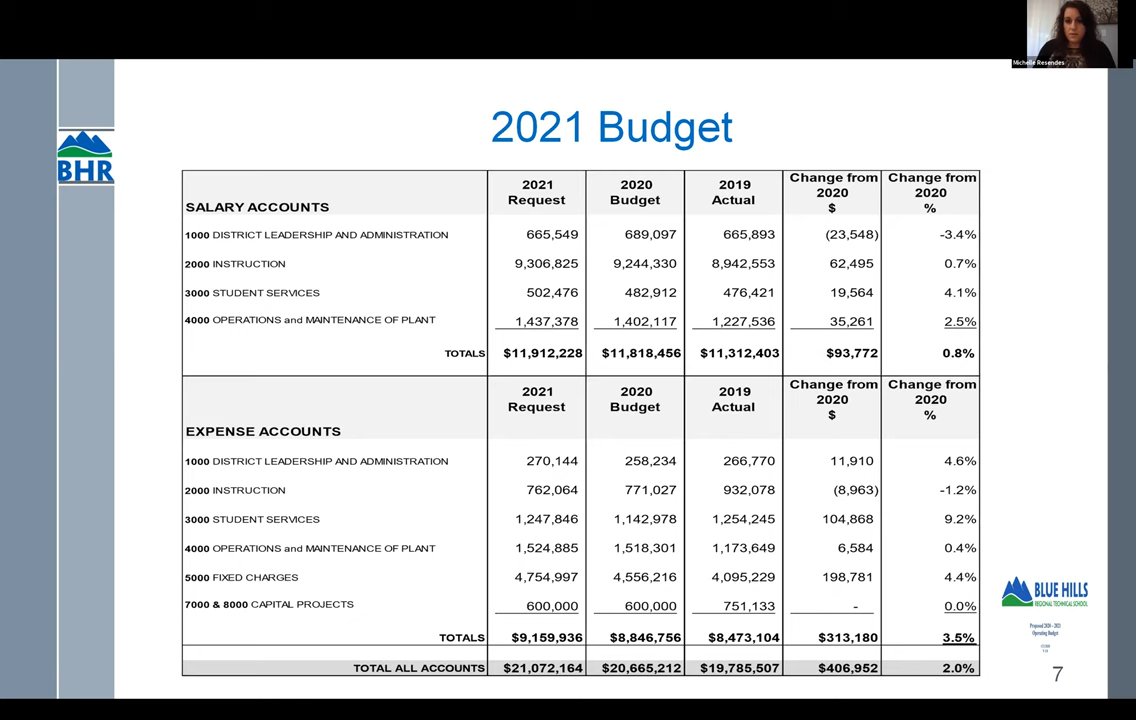 Michelle Resendes
2021 Budget
BHR
SALARY ACCOUNTS 2021 Request 2020 Budget 2019 Actual Change from 2020 $ Change from 2020 %
1000 DISTRICT LEADERSHIP AND ADMINISTRATION 665,549 689,097 665,893 (23,548) -3.4%
2000 INSTRUCTION 9,306,825 9,244,330 8,942,553 62,495 0.7%
3000 STUDENT SERVICES 502,476 482,912 476,421 19,564 4.1%
4000 OPERATIONS and MAINTENANCE OF PLANT 1,437,378 1,402,117 1,227,536 35,261 2.5%
TOTALS $11,912,228 $11,818,456 $11,312,403 $93,772 0.8%
EXPENSE ACCOUNTS 2021 Request 2020 Budget 2019 Actual Change from 2020 $ Change from 2020 %
1000 DISTRICT LEADERSHIP AND ADMINISTRATION 270,144 258,234 266,770 11,910 4.6%
2000 INSTRUCTION 762,064 771,027 932,078 (8,963) -1.2%
3000 STUDENT SERVICES 1,247,846 1,142,978 1,254,245 104,868 9.2%
4000 OPERATIONS and MAINTENANCE OF PLANT 1,524,885 1,518,301 1,173,649 6,584 0.4%
5000 FIXED CHARGES 4,754,997 4,556,216 4,095,229 198,781 4.4%
7000 & 8000 CAPITAL PROJECTS 600,000 600,000 751,133 - 0.0%
TOTALS $9,159,936 $8,846,756 $8,473,104 $313,180 3.5%
TOTAL ALL ACCOUNTS $21,072,164 $20,665,212 $19,785,507 $406,952 2.0%
BLUE HILLS
REGIONAL TECHNICAL SCHOOL
Proposed 2020 - 2021
Operating Budget
7